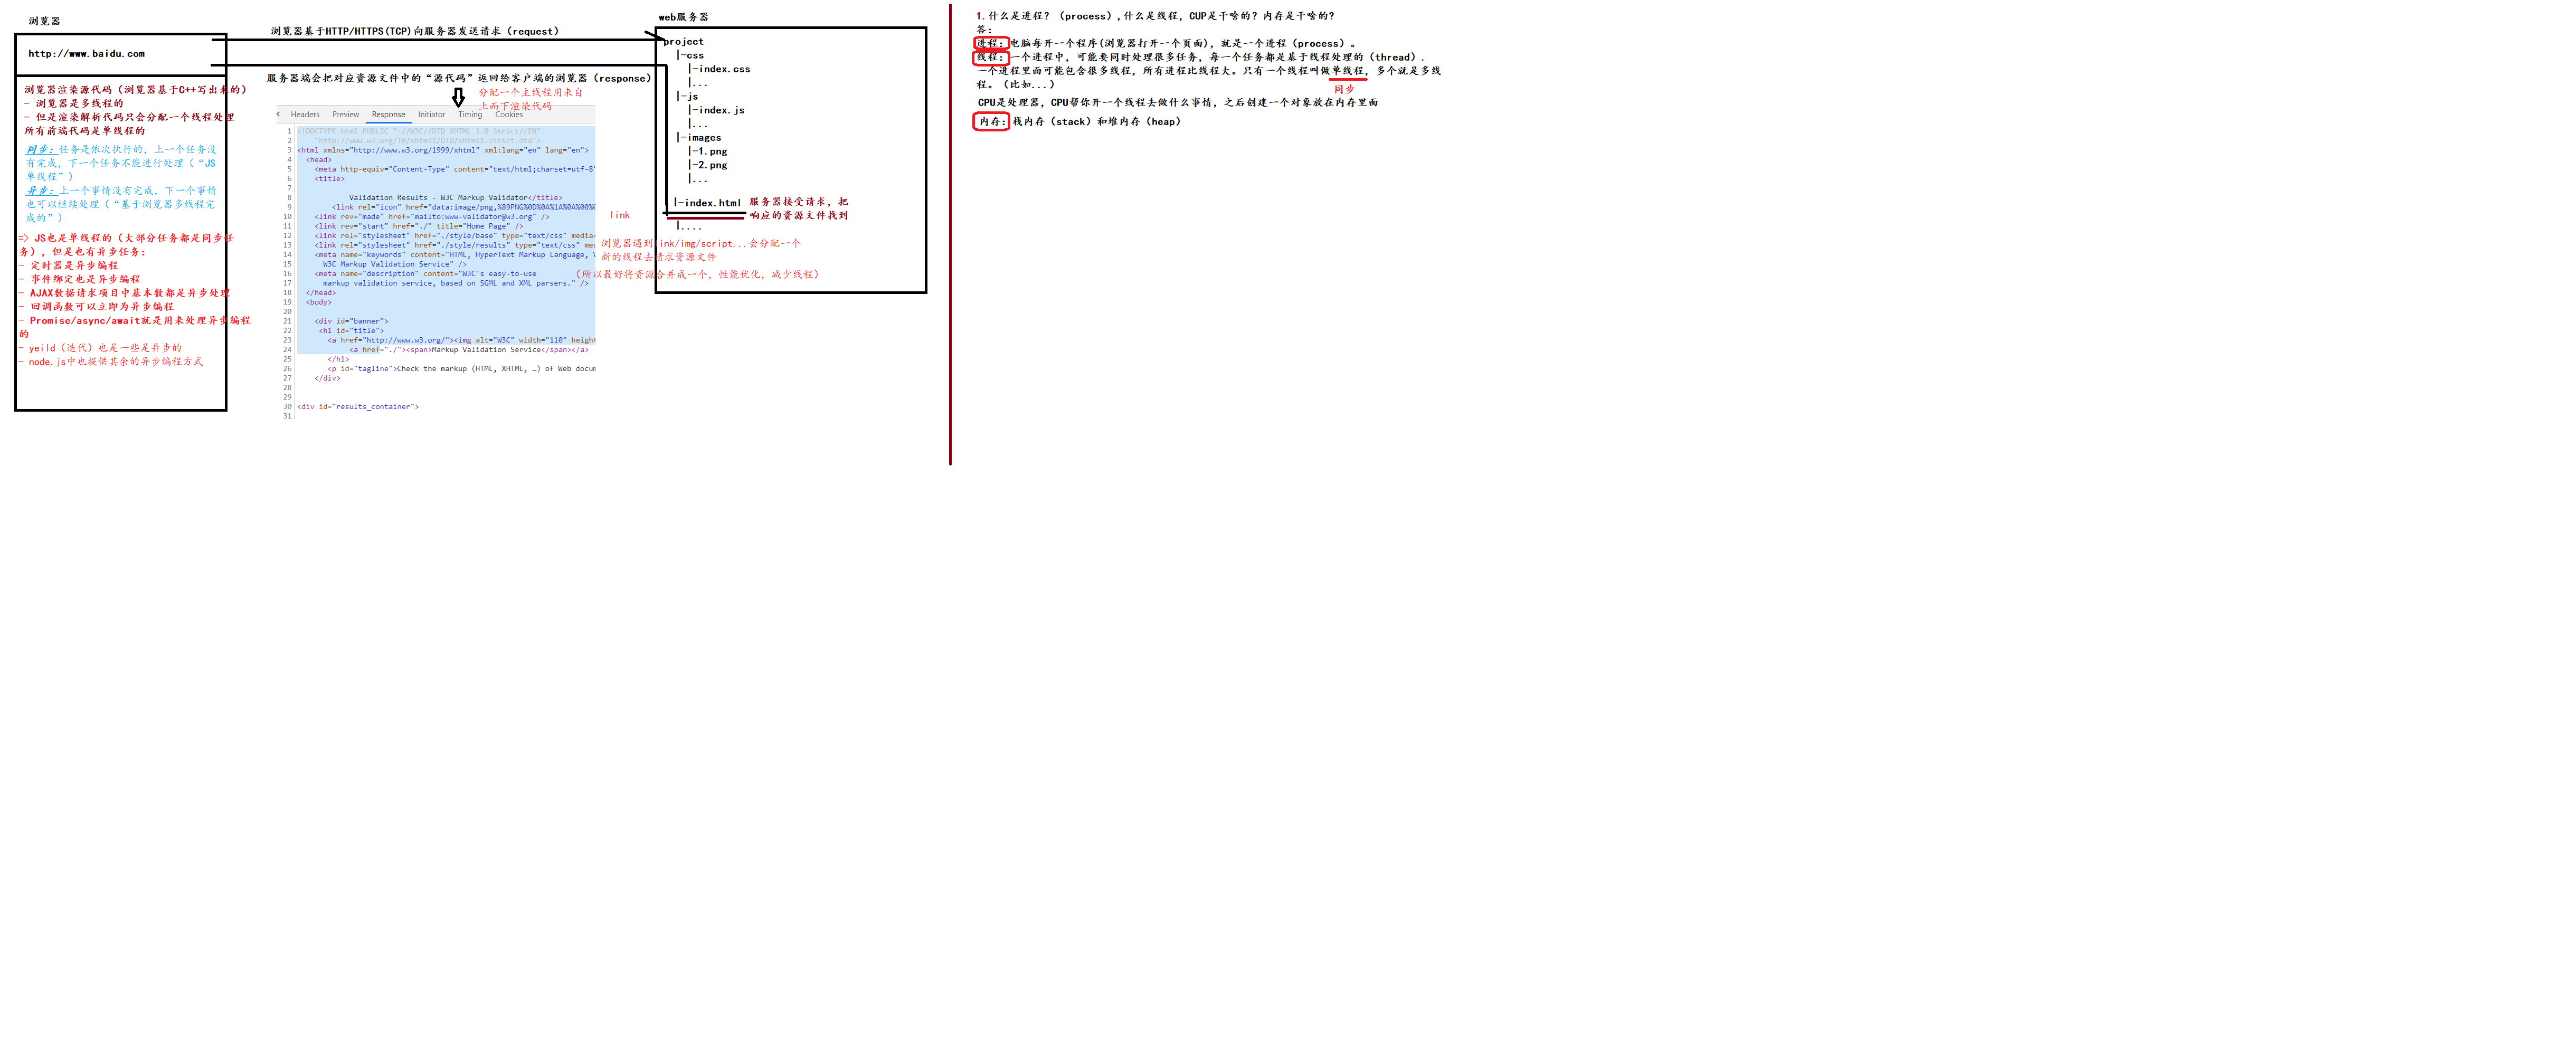 浏览器
http://www.baidu.com
浏览器渲染源代码（浏览器基于C++写出来的）
- 浏览器是多线程的
- 但是渲染解析代码只会分配一个线程处理
所有前端代码是单线程的
同步：任务是依次执行的，上一个任务没
有完成，下一个任务不能进行处理（“JS
单线程”）
异步：上一个事情没有完成，下一个事情
也可以继续处理（“基于浏览器多线程完
成的”）
=> JS也是单线程的（大部分任务都是同步任
务），但是也有异步任务：
- 定时器是异步编程
- 事件绑定也是异步编程
- AJAX数据请求项目中基本数都是异步处理
- 回调函数可以立即为异步编程
- Promise/async/await就是用来处理异步编程
的
- yeild（迭代）也是一些是异步的
- node.js中也提供其余的异步编程方式
浏览器基于HTTP/HTTPS(TCP)向服务器发送请求（request）
服务器端会把对应资源文件中的“源代码”返回给客户端的浏览器（response）
分配一个主线程用来自
上而下渲染代码
Headers Preview Response Initiator Timing Cookies
1 <!DOCTYPE html PUBLIC "-//W3C//DTD XHTML 1.0 Strict//EN"
2 "http://www.w3.org/TR/xhtml1/DTD/xhtml1-strict.dtd">
3 <html xmlns="http://www.w3.org/1999/xhtml" xml:lang="en" lang="en">
4 <head>
5 <meta http-equiv="Content-Type" content="text/html;charset=utf-8"
6 <title>
7
8 Validation Results - W3C Markup Validator</title>
9 <link rel="icon" href="data:image/png,%89PNG%0D%0A%1A%0A%00%
10 <link rev="made" href="mailto:www-validator@w3.org" />
11 <link rev="start" href="./" title="Home Page" />
12 <link rel="stylesheet" href="./style/base" type="text/css" media=
13 <link rel="stylesheet" href="./style/results" type="text/css" me
14 <meta name="keywords" content="HTML, HyperText Markup Language, V
15 W3C Markup Validation Service" />
16 <meta name="description" content="W3C's easy-to-use
17 markup validation service, based on SGML and XML parsers." />
18 </head>
19 <body>
20
21 <div id="banner">
22 <h1 id="title">
23 <a href="http://www.w3.org/"><img alt="W3C" width="110" height
24 <a href="./"><span>Markup Validation Service</span></a>
25 </h1>
26 <p id="tagline">Check the markup (HTML, XHTML, …) of Web docum
27 </div>
28
29
30 <div id="results_container">
31
link
web服务器
project
|-css
|-index.css
|...
|-js
|-index.js
|...
|-images
|-1.png
|-2.png
|...
|-index.html
|....
服务器接受请求，把
响应的资源文件找到
浏览器遇到link/img/script...会分配一个
新的线程去请求资源文件
（所以最好将资源合并成一个，性能优化，减少线程）
1.什么是进程？（process）,什么是线程，CUP是干啥的？内存是干啥的?
答：
进程：电脑每开一个程序(浏览器打开一个页面)，就是一个进程（process）。
线程：一个进程中，可能要同时处理很多任务，每一个任务都是基于线程处理的（thread）.
一个进程里面可能包含很多线程，所有进程比线程大。只有一个线程叫做单线程，多个就是多线
程。（比如...）
同步
CPU是处理器，CPU帮你开一个线程去做什么事情，之后创建一个对象放在内存里面
内存：栈内存（stack）和堆内存（heap）